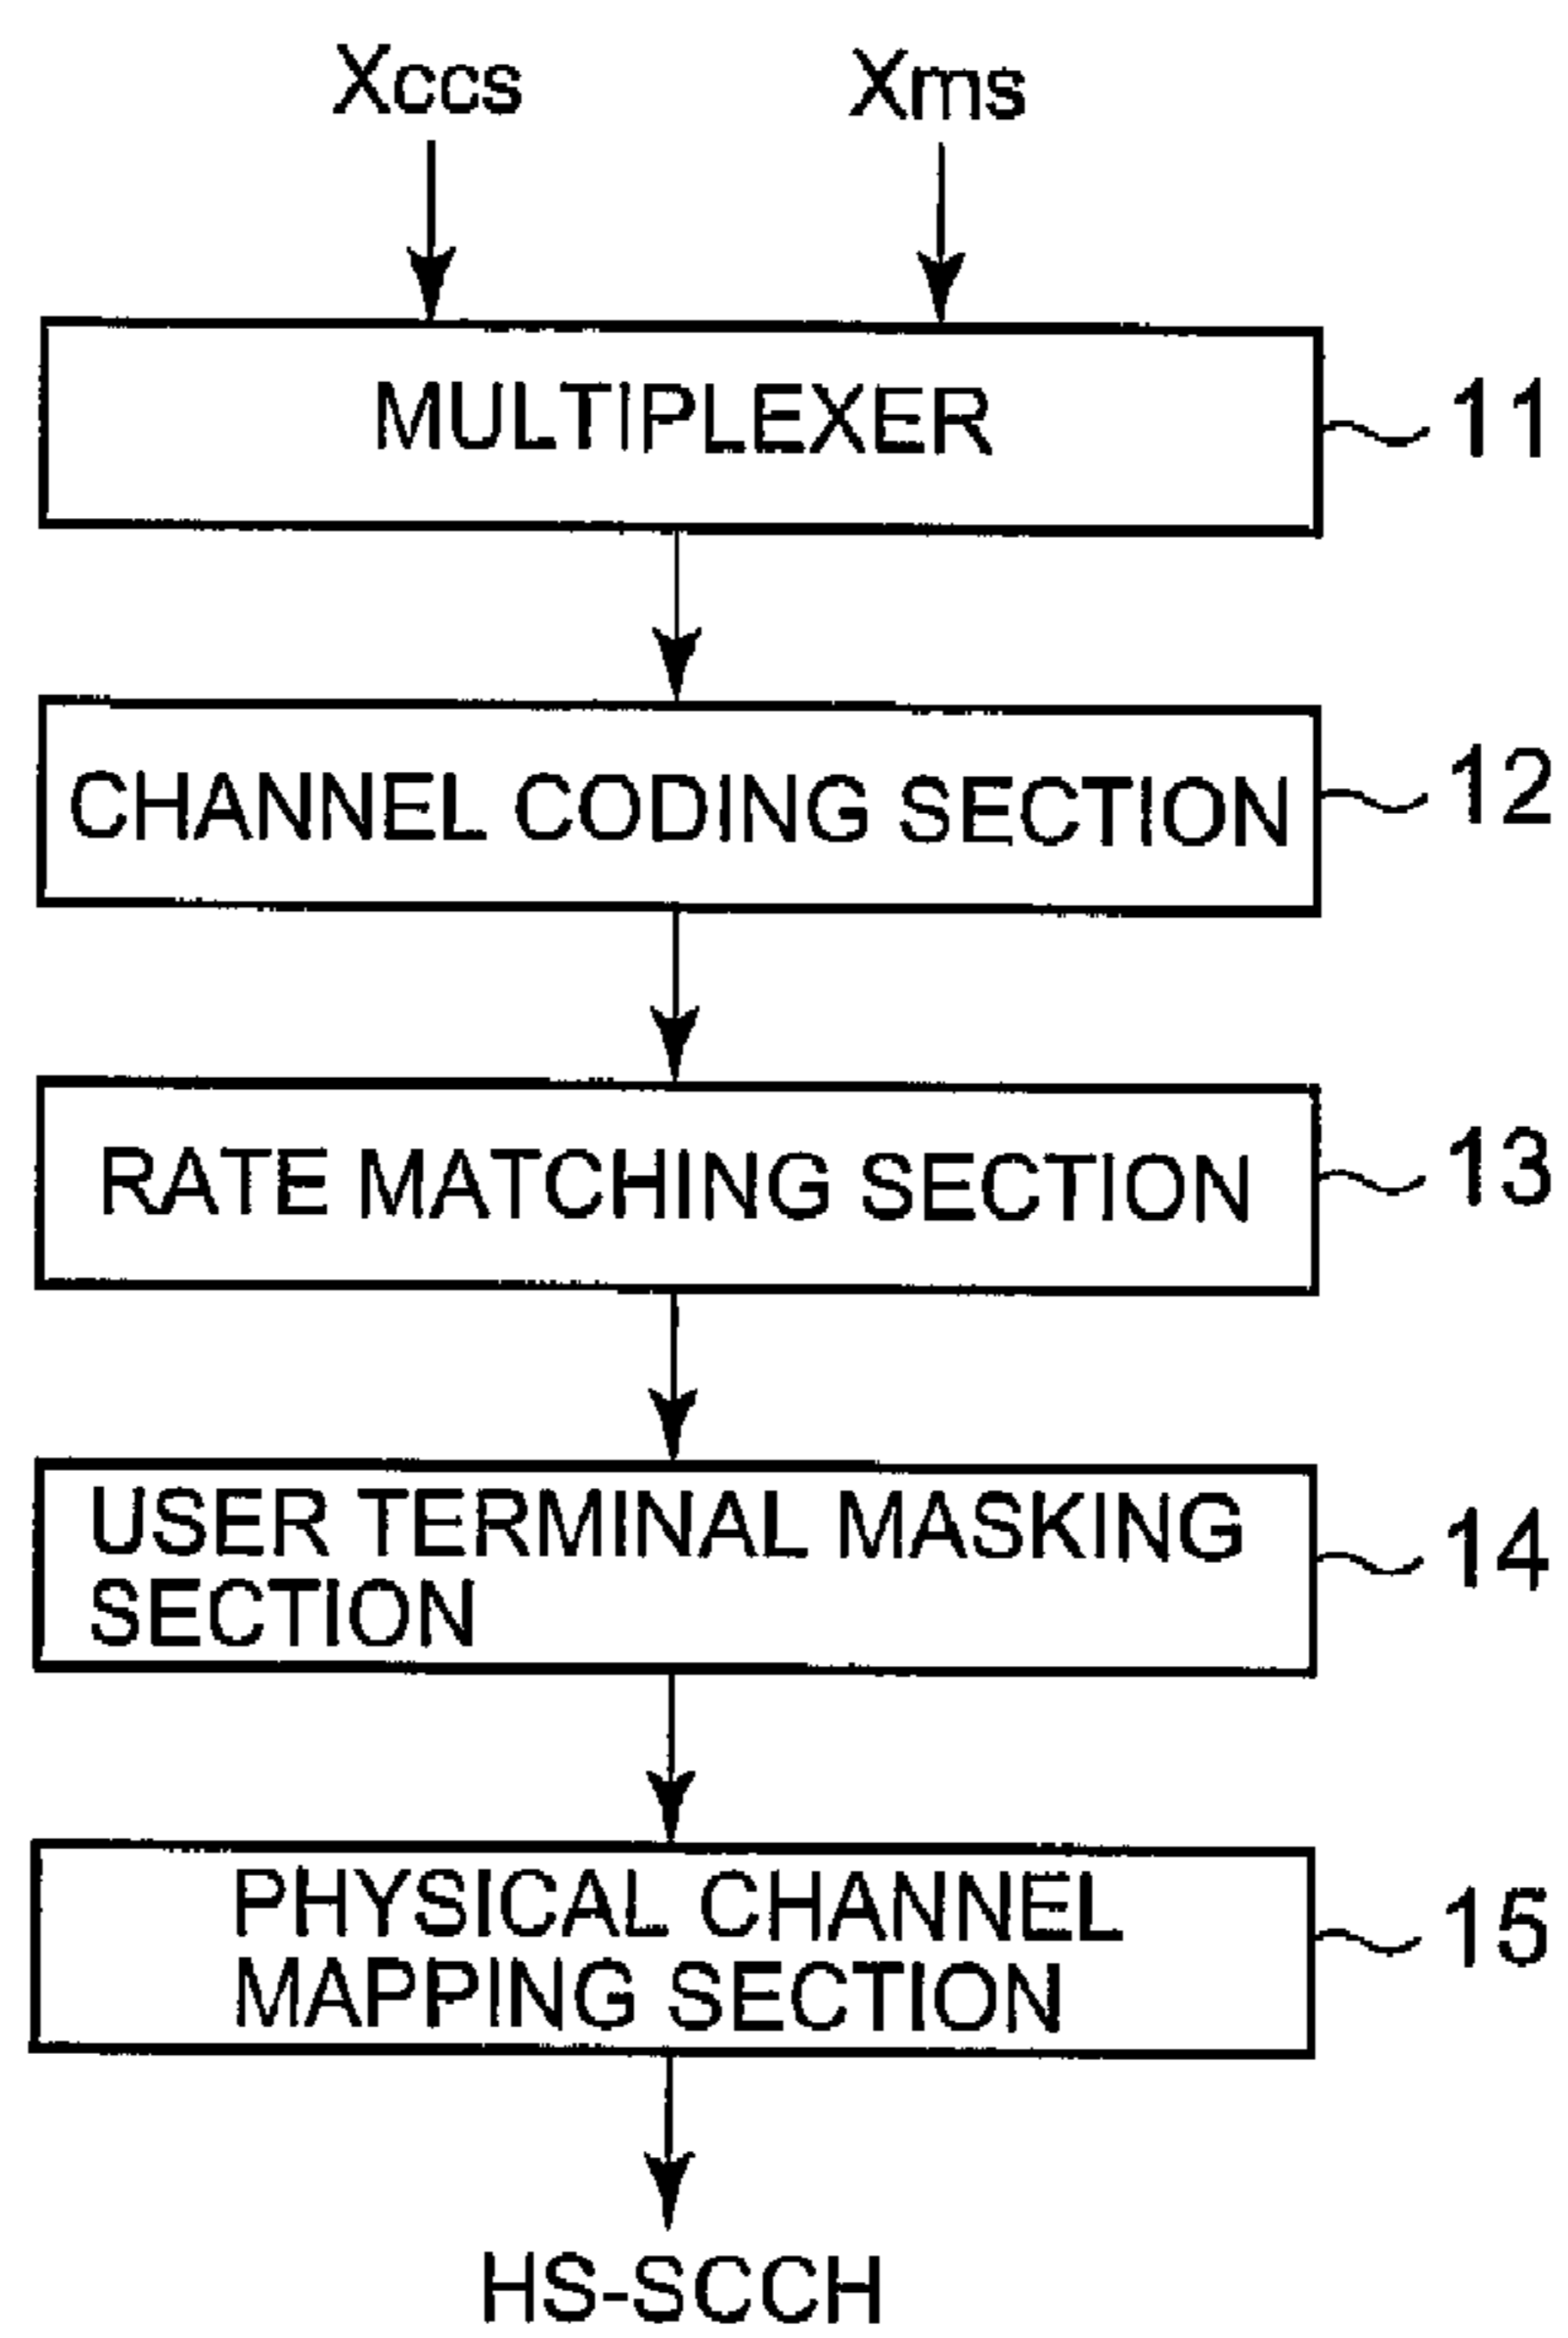 Xccs Xms
MULTIPLEXER 11
CHANNEL CODING SECTION 12
RATE MATCHING SECTION 13
USER TERMINAL MASKING
SECTION
14
PHYSICAL CHANNEL
MAPPING SECTION
15
HS-SCCH